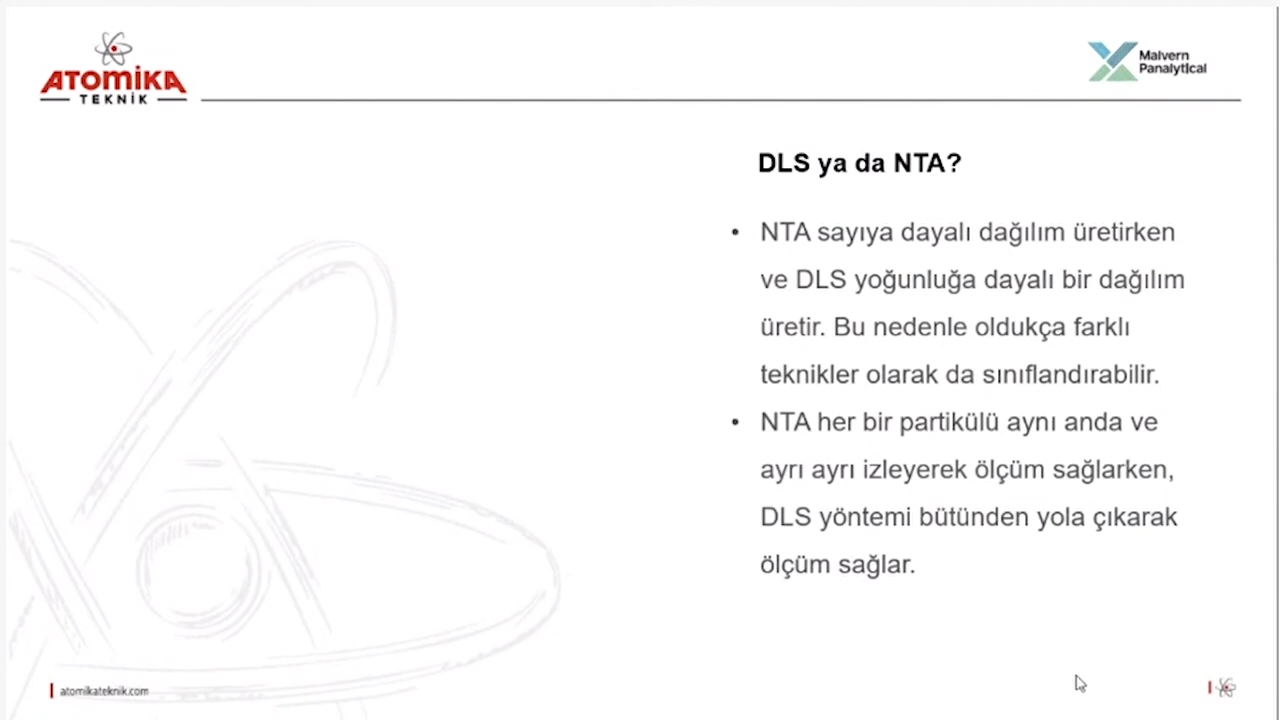 ATOMİKA
TEKNİK
Malvern
Panalytical
DLS ya da NTA?
• NTA sayıya dayalı dağılım üretirken
ve DLS yoğunluğa dayalı bir dağılım
üretir. Bu nedenle oldukça farklı
teknikler olarak da sınıflandırabilir.
• NTA her bir partikülü aynı anda ve
ayrı ayrı izleyerek ölçüm sağlarken,
DLS yöntemi bütünden yola çıkarak
ölçüm sağlar.
atomikateknik.com